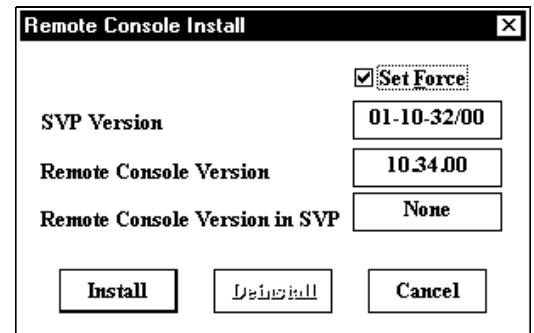 Remote Console Install
Set Force
SVP Version 01-10-32/00
Remote Console Version 10.34.00
Remote Console Version in SVP None
Install Deinstall Cancel